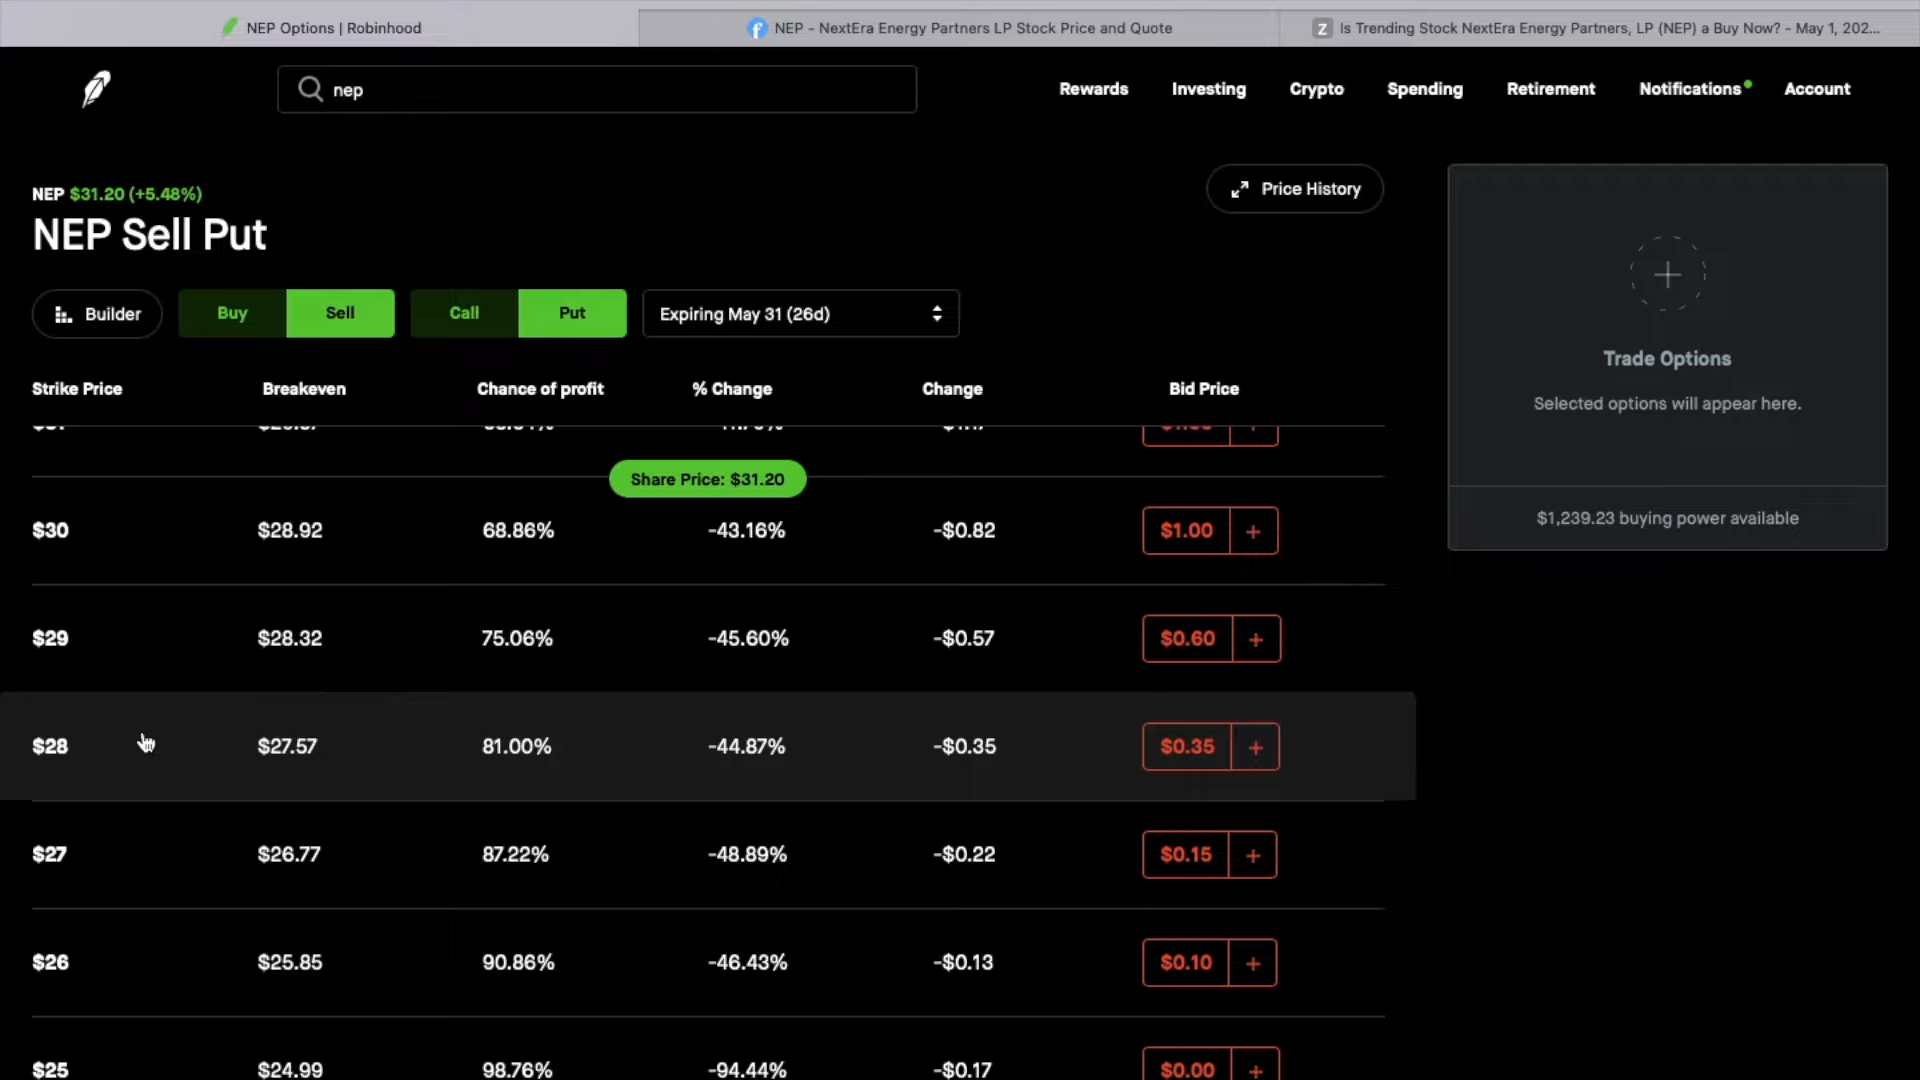 NEP Options | Robinhood
NEP - NextEra Energy Partners LP Stock Price and Quote
Z Is Trending Stock NextEra Energy Partners, LP (NEP) a Buy Now? - May 1, 202...
nep
Rewards Investing Crypto Spending Retirement Notifications Account
NEP $31.20 (+5.48%)
NEP Sell Put
Price History
Builder Buy Sell Call Put Expiring May 31 (26d)
Strike Price Breakeven Chance of profit % Change Change Bid Price
Share Price: $31.20
$30 $28.92 68.86% -43.16% -$0.82 $1.00 +
$29 $28.32 75.06% -45.60% -$0.57 $0.60 +
$28 $27.57 81.00% -44.87% -$0.35 $0.35 +
$27 $26.77 87.22% -48.89% -$0.22 $0.15 +
$26 $25.85 90.86% -46.43% -$0.13 $0.10 +
$25 $24.99 98.76% -94.44% -$0.17 $0.00 +
Trade Options
Selected options will appear here.
$1,239.23 buying power available